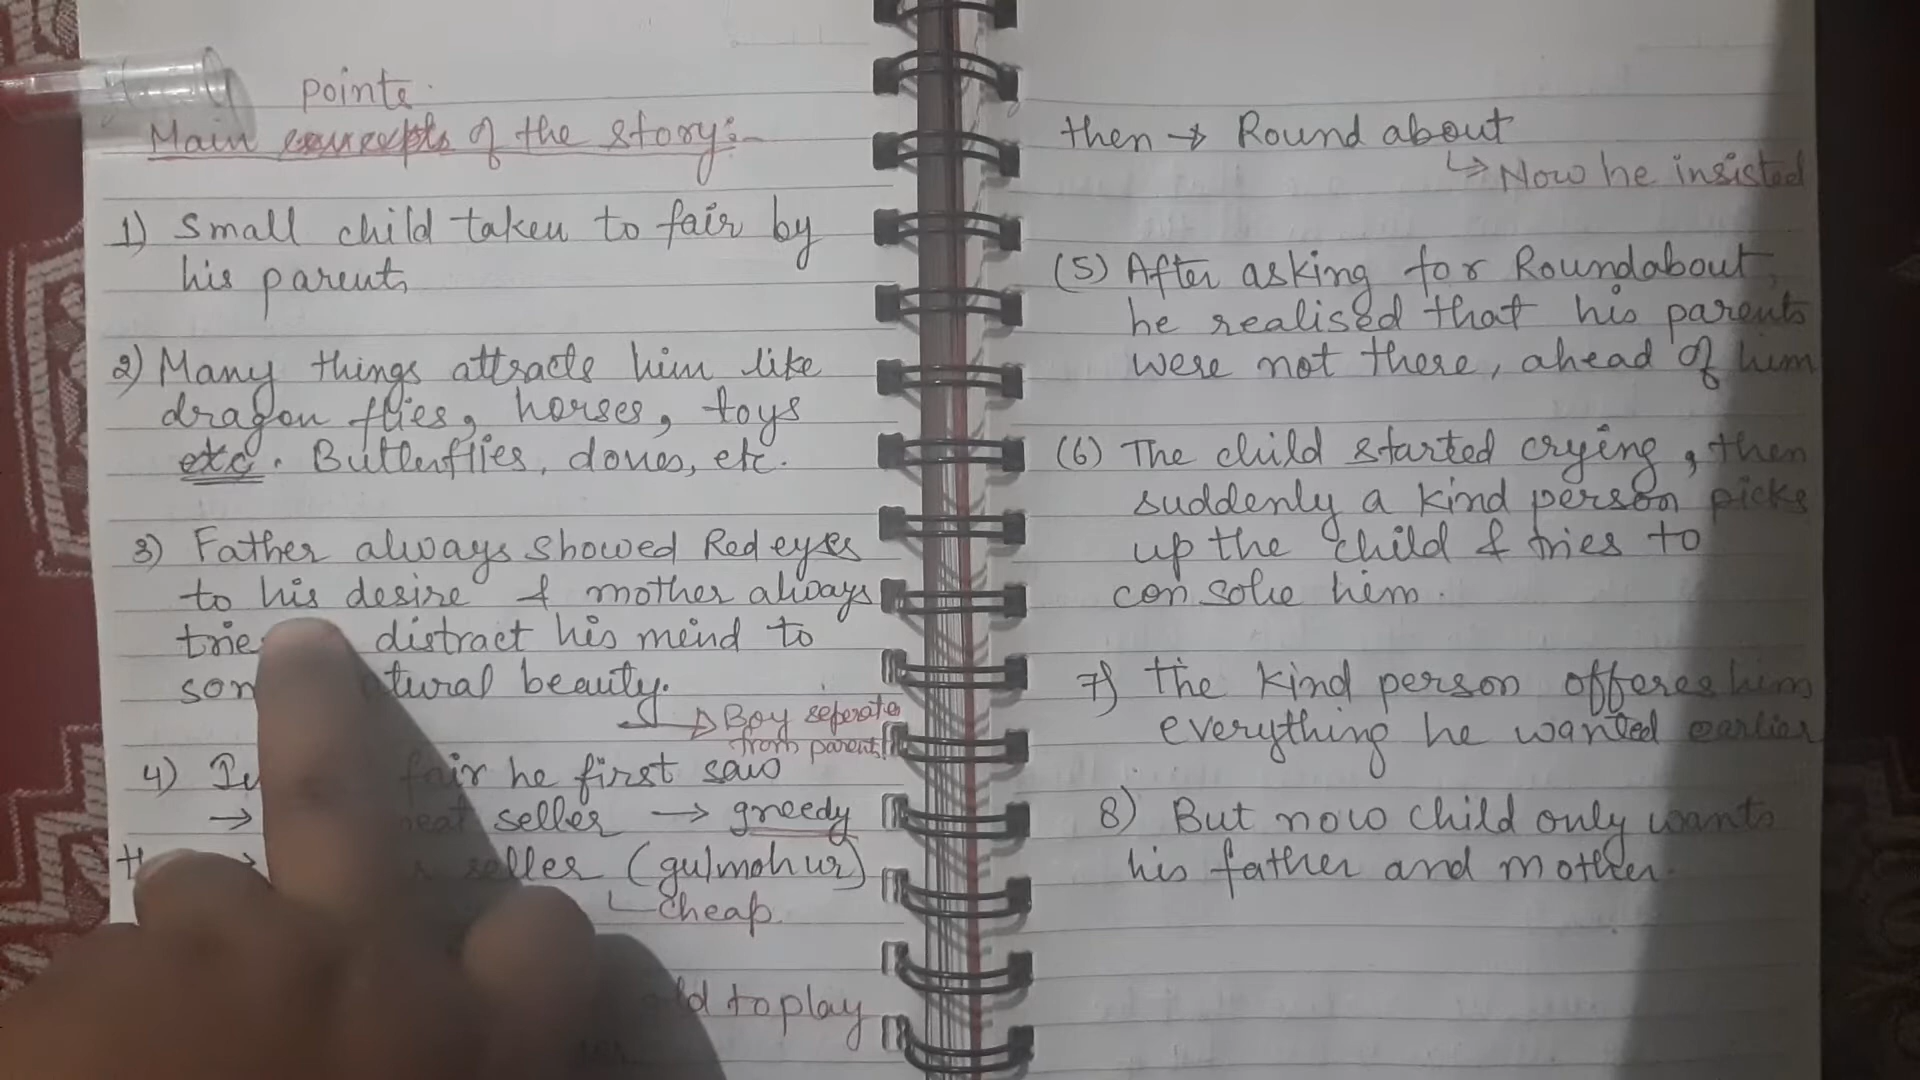 points.
Main concepts of the story:-
1) Small child taken to fair by
his parents
2) Many things attracts him like
dragon flies, horses, toys
etc. Butterflies, doves, etc.
3) Father always showed Red eyes
to his desire & mother always
distract his mind to
beauty.
Boy seperates
from parents
4) fair he first saw
→ seller → greedy
seller (gulmohur)
cheap.
to play
then → Round about
↳ Now he insisted
(5) After asking for Roundabout,
he realised that his parents
were not there, ahead of him
(6) The child started crying, then
suddenly a kind person picks
up the child & tries to
console him.
7) the kind person offeres him
everything he wanted earlier
8) But now child only wants
his father and mother.